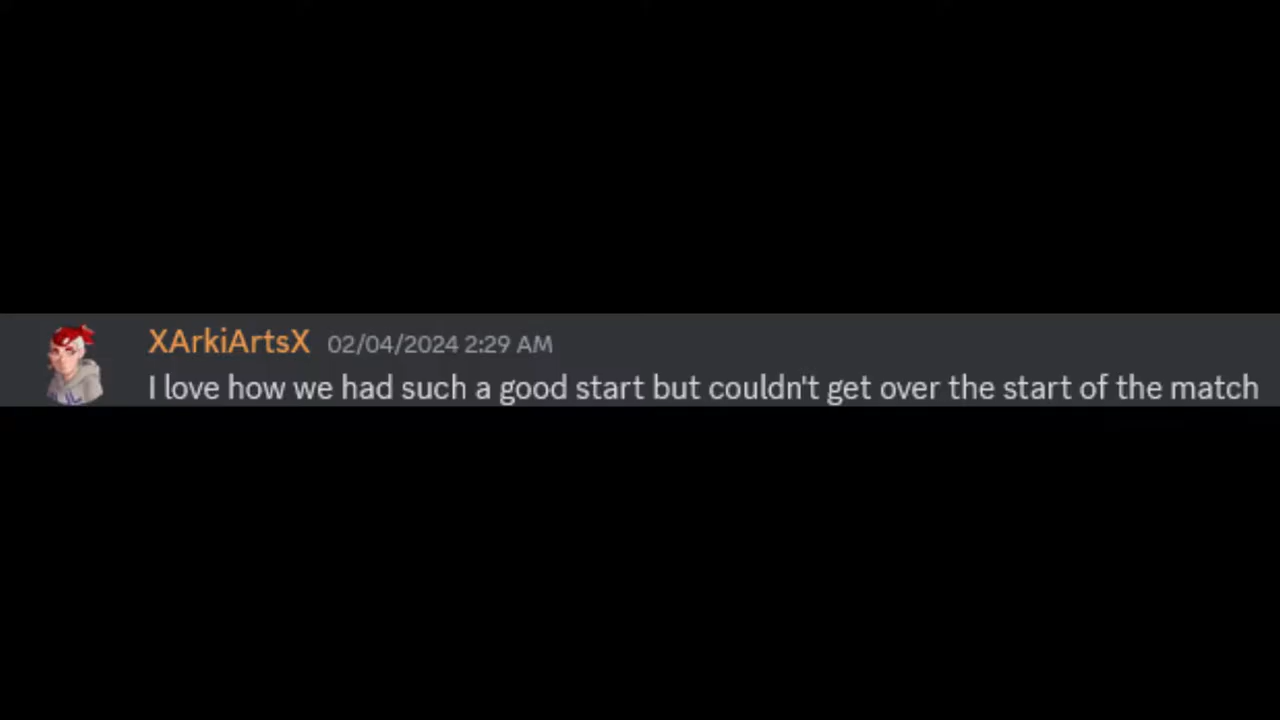 XArkiArtsX 02/04/2024 2:29 AM
I love how we had such a good start but couldn't get over the start of the match